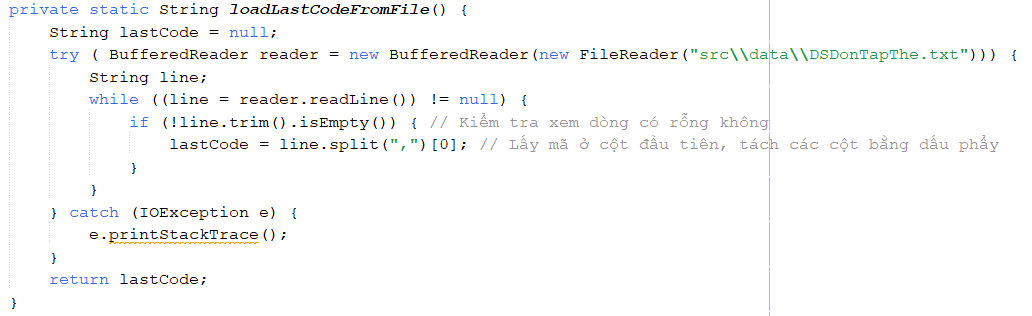 private static String loadLastCodeFromFile() {
    String lastCode = null;
    try ( BufferedReader reader = new BufferedReader(new FileReader("src\\data\\DSDonTapThe.txt"))) {
        String line;
        while ((line = reader.readLine()) != null) {
            if (!line.trim().isEmpty()) { // Kiểm tra xem dòng có rỗng không
                lastCode = line.split(",")[0]; // Lấy mã ở cột đầu tiên, tách các cột bằng dấu phẩy
            }
        }
    } catch (IOException e) {
        e.printStackTrace();
    }
    return lastCode;
}